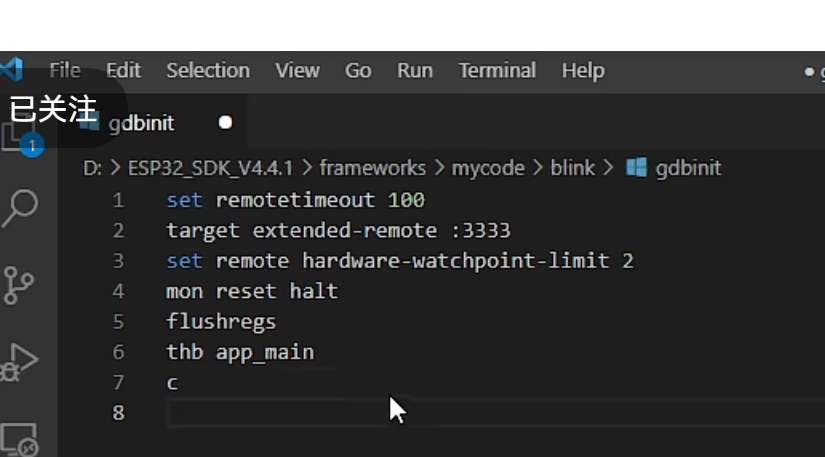 File Edit Selection View Go Run Terminal Help
已关注
gdbinit
1
D: > ESP32_SDK_V4.4.1 > frameworks > mycode > blink > gdbinit
1 set remotetimeout 100
2 target extended-remote :3333
3 set remote hardware-watchpoint-limit 2
4 mon reset halt
5 flushregs
6 thb app_main
7 c
8